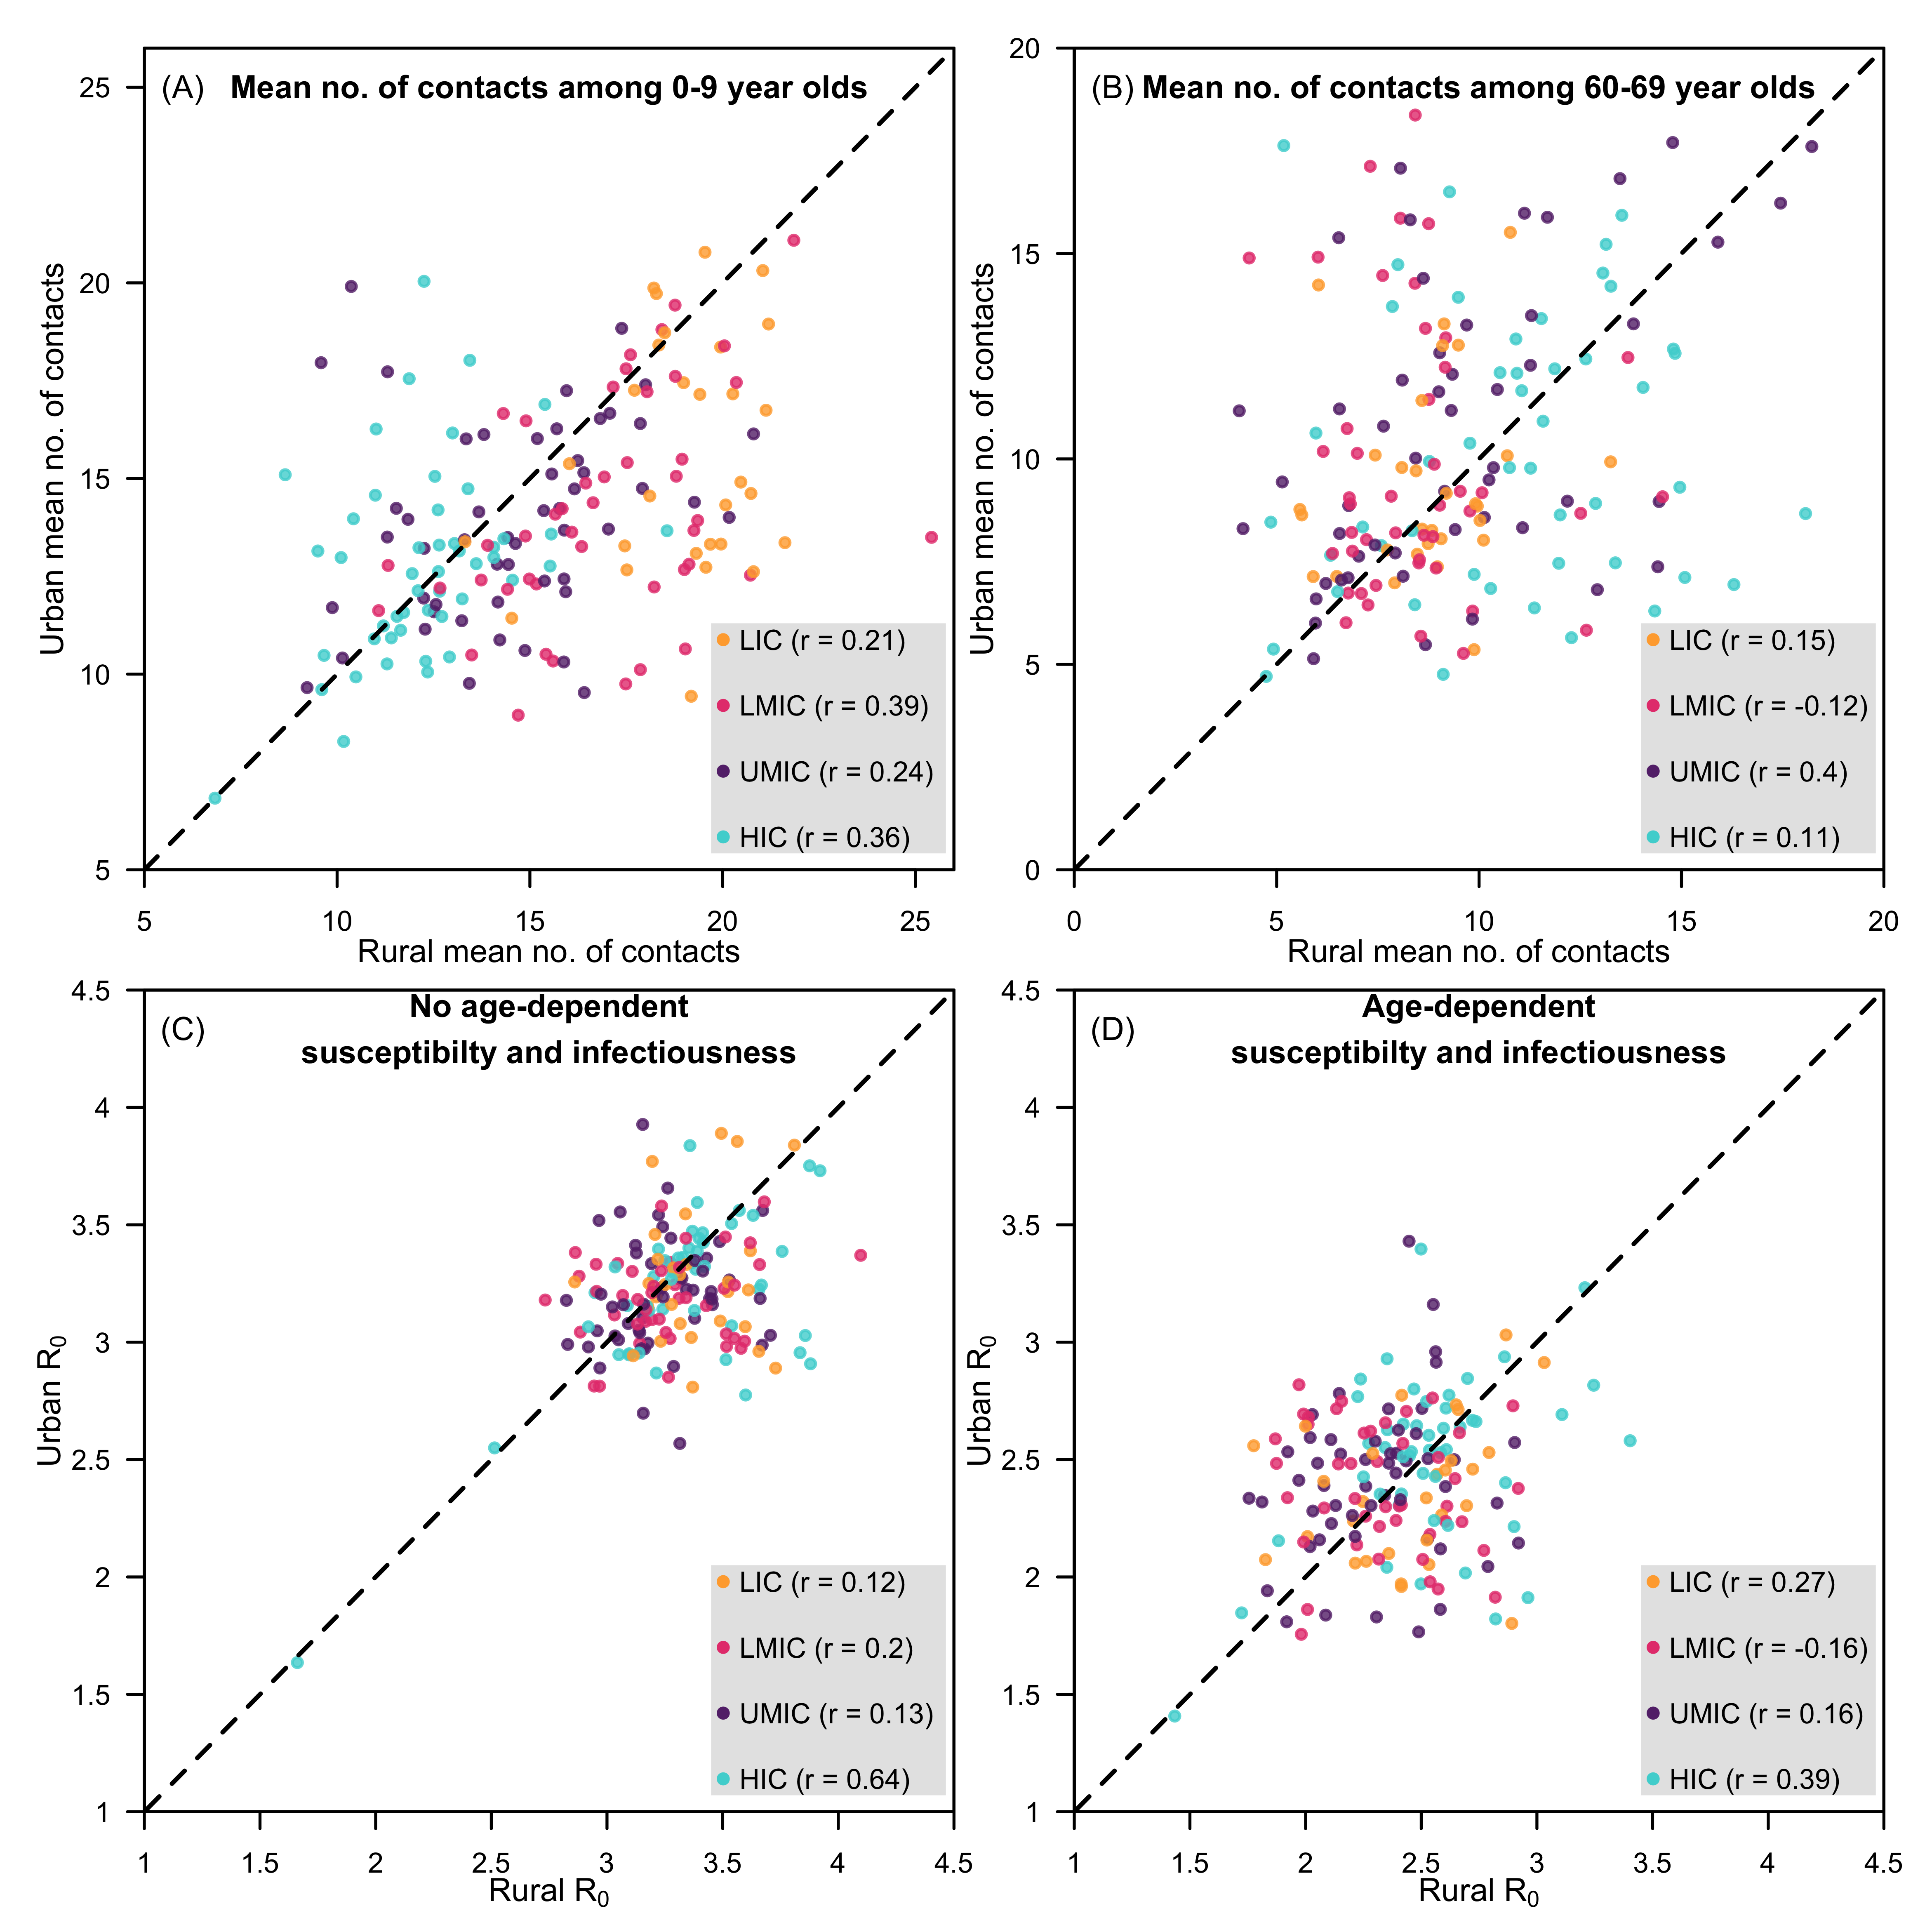 (A) Mean no. of contacts among 0-9 year olds
25
20
15
10
5
Urban mean no. of contacts
LIC (r = 0.21)
LMIC (r = 0.39)
UMIC (r = 0.24)
HIC (r = 0.36)
5 10 15 20 25
Rural mean no. of contacts
(B) Mean no. of contacts among 60-69 year olds
20
15
10
5
0
Urban mean no. of contacts
LIC (r = 0.15)
LMIC (r = -0.12)
UMIC (r = 0.4)
HIC (r = 0.11)
0 5 10 15 20
Rural mean no. of contacts
(C)
No age-dependent
susceptibilty and infectiousness
4.5
4
3.5
3
2.5
2
1.5
1
Urban R0
LIC (r = 0.12)
LMIC (r = 0.2)
UMIC (r = 0.13)
HIC (r = 0.64)
1 1.5 2 2.5 3 3.5 4 4.5
Rural R0
(D)
Age-dependent
susceptibilty and infectiousness
4.5
4
3.5
3
2.5
2
1.5
1
Urban R0
LIC (r = 0.27)
LMIC (r = -0.16)
UMIC (r = 0.16)
HIC (r = 0.39)
1 1.5 2 2.5 3 3.5 4 4.5
Rural R0